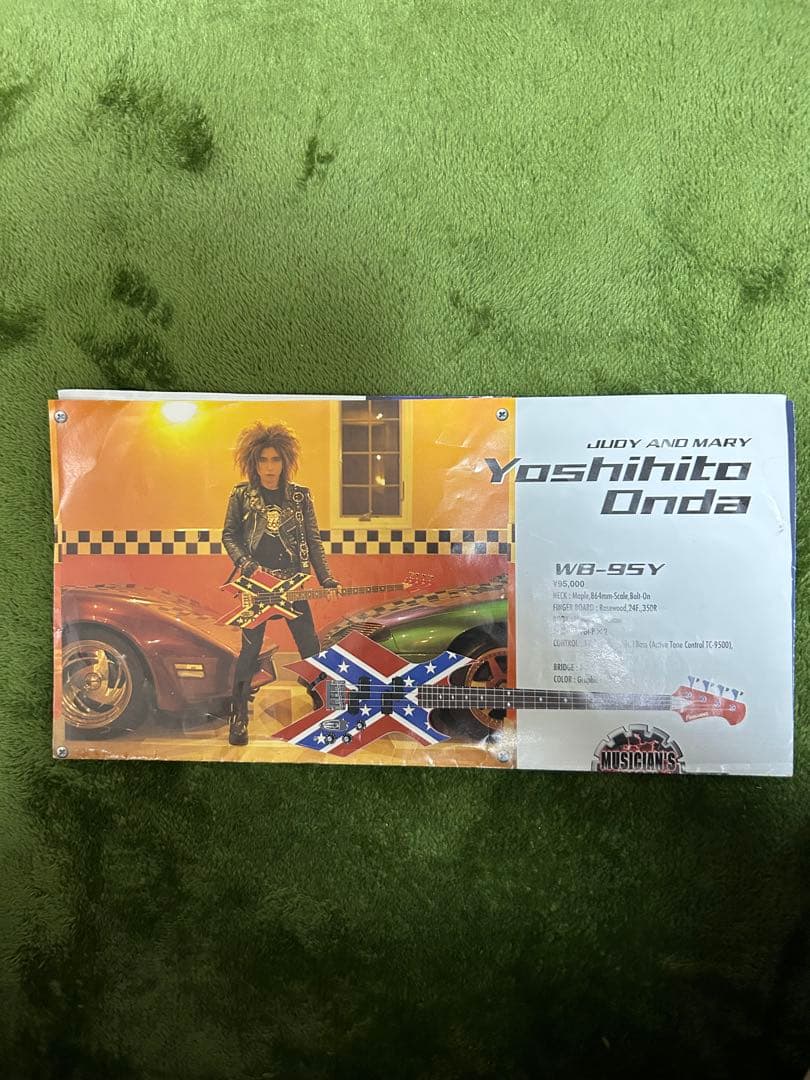 JUDY AND MARY
Yoshihito
Onda
WB-95Y
¥95,000
NECK : Maple,864mm-Scale,Bolt-On
FINGER BOARD : Rosewood,24F.,350R
CONTROL : Bass (Active Tone Control TC-9500),
BRIDGE :
COLOR :
MUSICIAN'S